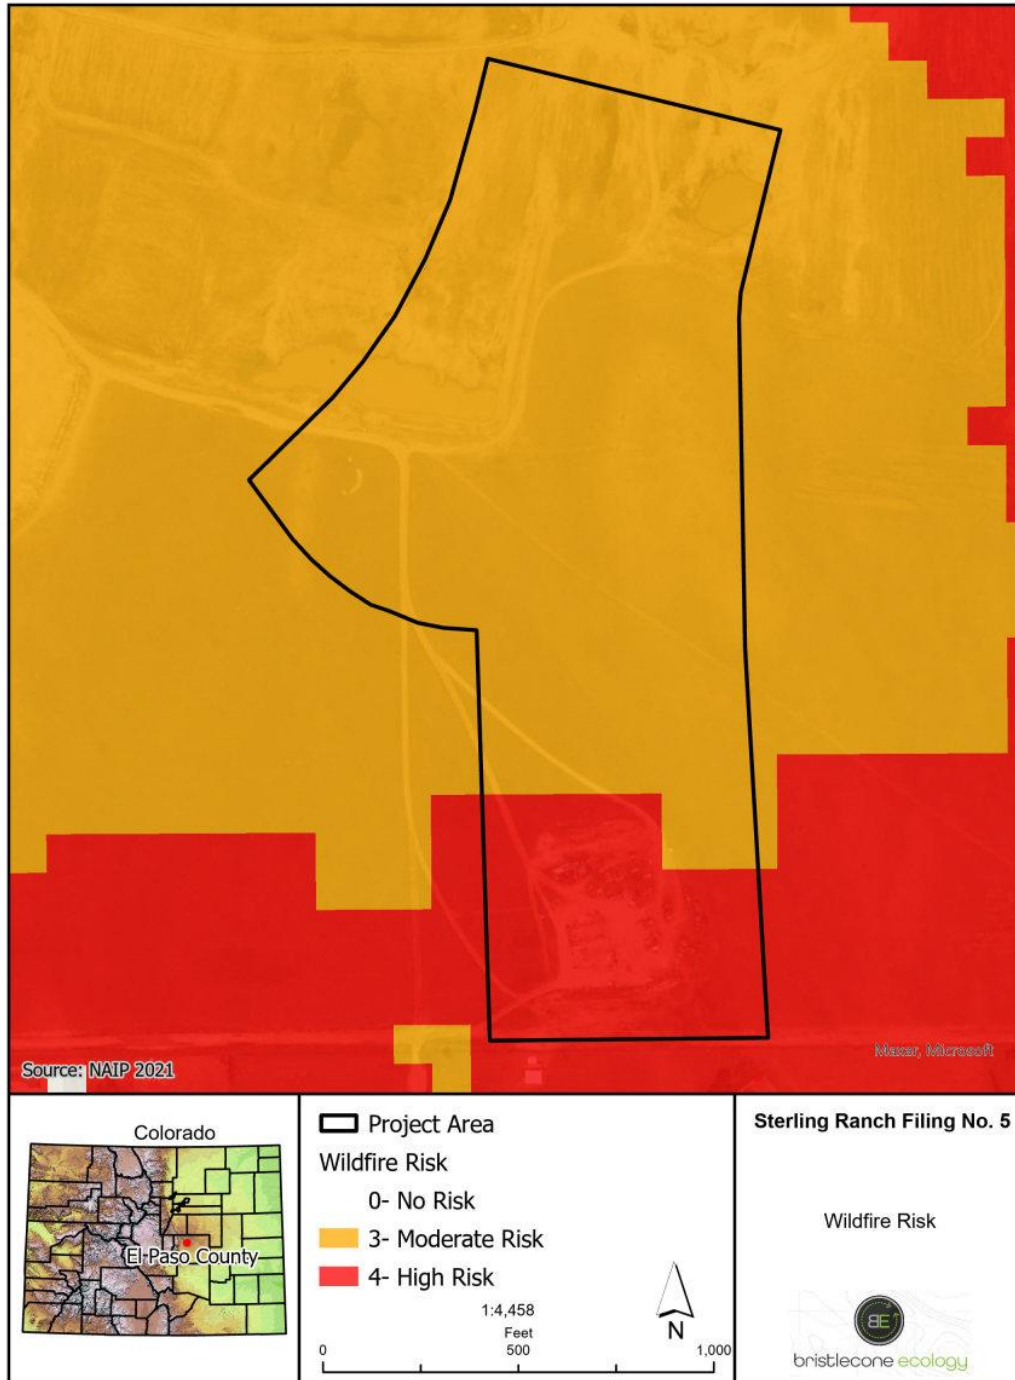 Maxar, Microsoft
Source: NAIP 2021
Colorado
El Paso County
Project Area
Wildfire Risk
0- No Risk
3- Moderate Risk
4- High Risk
1:4,458
Feet
0 500 1,000
N
Sterling Ranch Filing No. 5
Wildfire Risk
BE
bristlecone ecology